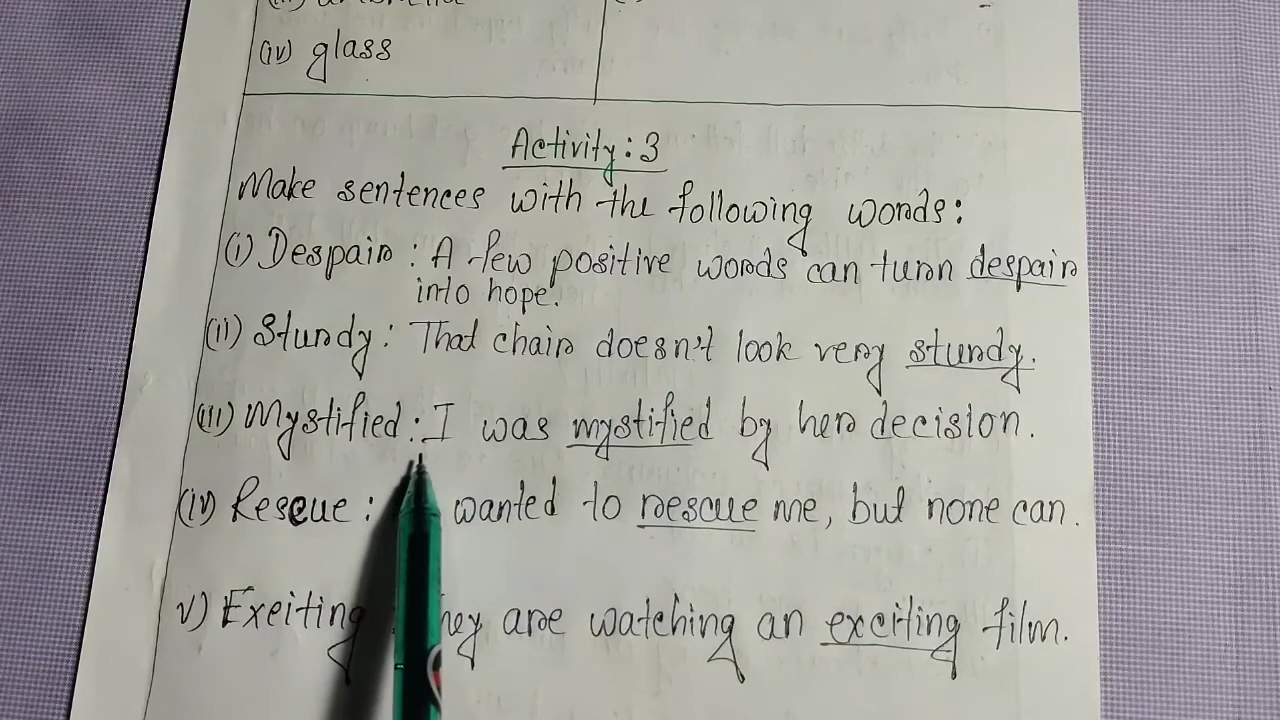 (iv) glass
Activity: 3
Make sentences with the following words:
(i) Despair: A few positive words can turn despair
into hope.
(ii) Sturdy: That chair doesn't look very sturdy.
(iii) Mystified: I was mystified by her decision.
(iv) Rescue: wanted to rescue me, but none can.
v) Exciting are watching an exciting film.